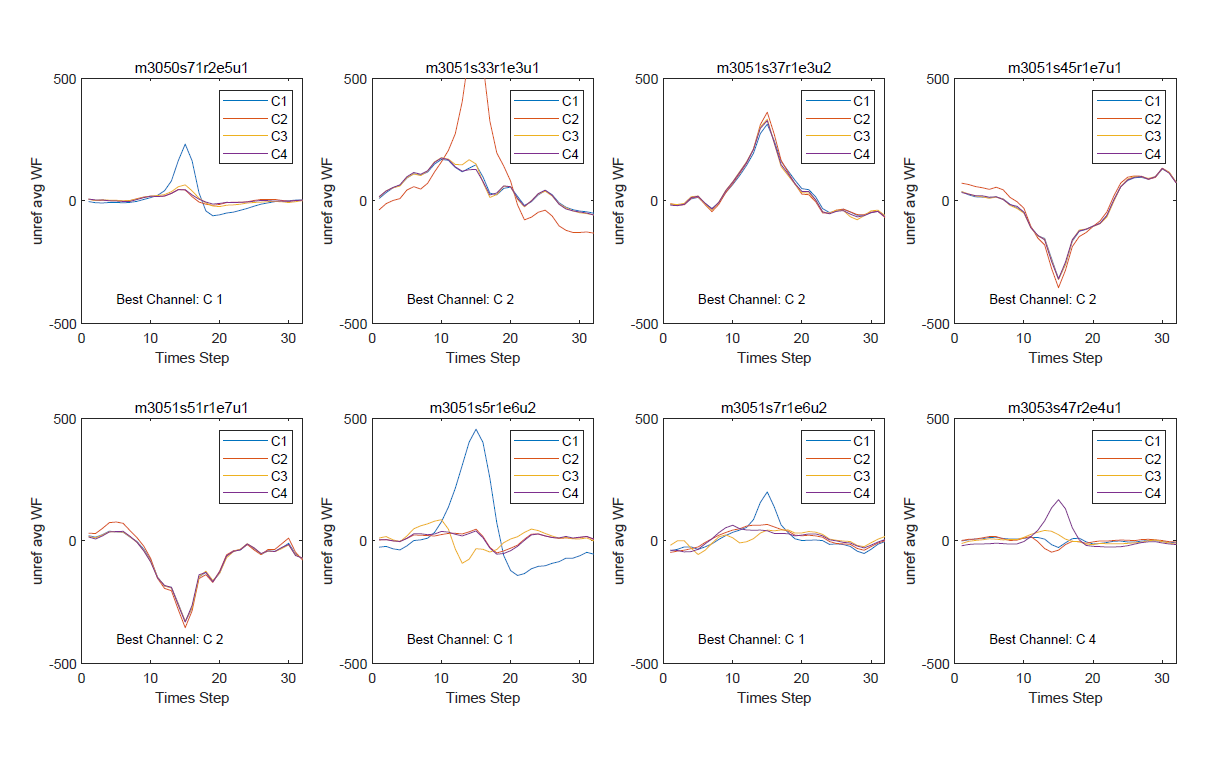 m3050s71r2e5u1
500
0
-500
unref avg WF
C1
C2
C3
C4
Best Channel: C 1
0
10
20
30
Times Step
m3051s33r1e3u1
500
0
-500
unref avg WF
C1
C2
C3
C4
Best Channel: C 2
0
10
20
30
Times Step
m3051s37r1e3u2
500
0
-500
unref avg WF
C1
C2
C3
C4
Best Channel: C 2
0
10
20
30
Times Step
m3051s45r1e7u1
500
0
-500
unref avg WF
C1
C2
C3
C4
Best Channel: C 2
0
10
20
30
Times Step
m3051s51r1e7u1
500
0
-500
unref avg WF
C1
C2
C3
C4
Best Channel: C 2
0
10
20
30
Times Step
m3051s5r1e6u2
500
0
-500
unref avg WF
C1
C2
C3
C4
Best Channel: C 1
0
10
20
30
Times Step
m3051s7r1e6u2
500
0
-500
unref avg WF
C1
C2
C3
C4
Best Channel: C 1
0
10
20
30
Times Step
m3053s47r2e4u1
500
0
-500
unref avg WF
C1
C2
C3
C4
Best Channel: C 4
0
10
20
30
Times Step